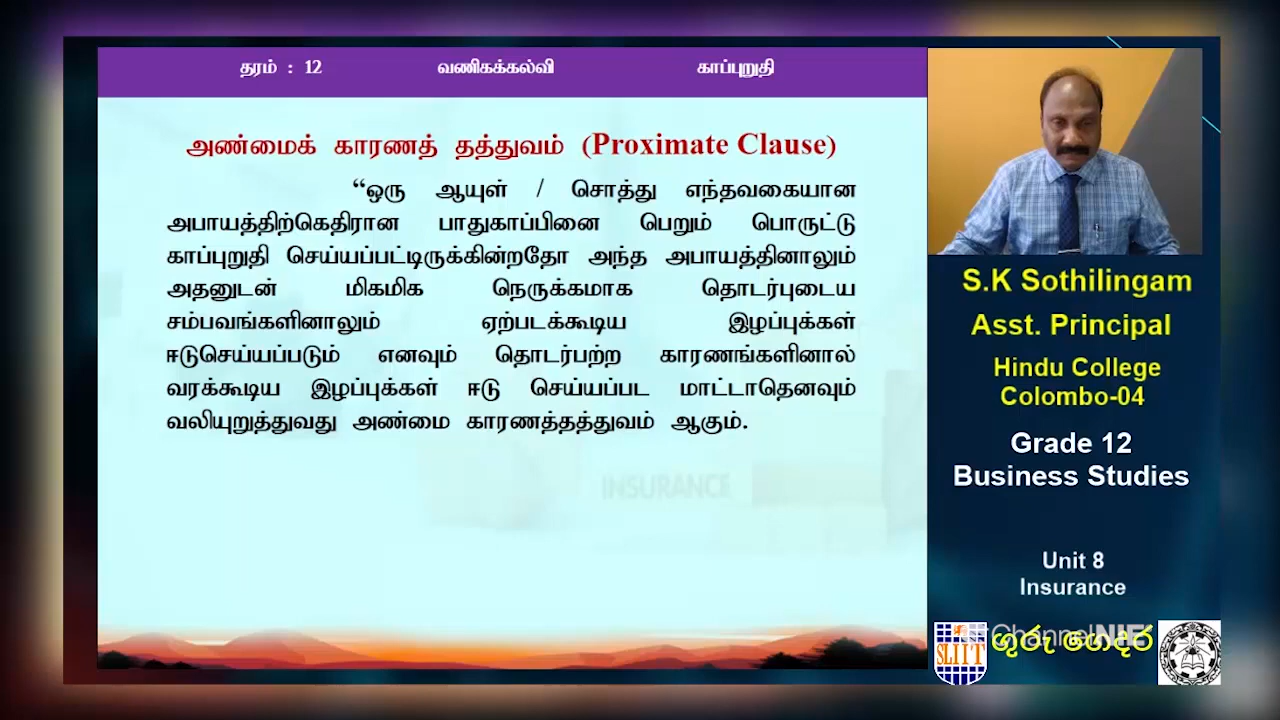 தரம் : 12 வணிகக்கல்வி காப்புறுதி
அண்மைக் காரணத் தத்துவம் (Proximate Clause)
“ஒரு ஆயுள் / சொத்து எந்தவகையான
அபாயத்திற்கெதிரான பாதுகாப்பினை பெறும் பொருட்டு
காப்புறுதி செய்யப்பட்டிருக்கின்றதோ அந்த அபாயத்தினாலும்
அதனுடன் மிகமிக நெருக்கமாக தொடர்புடைய
சம்பவங்களினாலும் ஏற்படக்கூடிய இழப்புக்கள்
ஈடுசெய்யப்படும் எனவும் தொடர்பற்ற காரணங்களினால்
வரக்கூடிய இழப்புக்கள் ஈடு செய்யப்பட மாட்டாதெனவும்
வலியுறுத்துவது அண்மை காரணத்தத்துவம் ஆகும்.
INSURANCE
S.K Sothilingam
Asst. Principal
Hindu College
Colombo-04
Grade 12
Business Studies
Unit 8
Insurance
Channel NIE
SLIIT
ගුරු ගෙදර